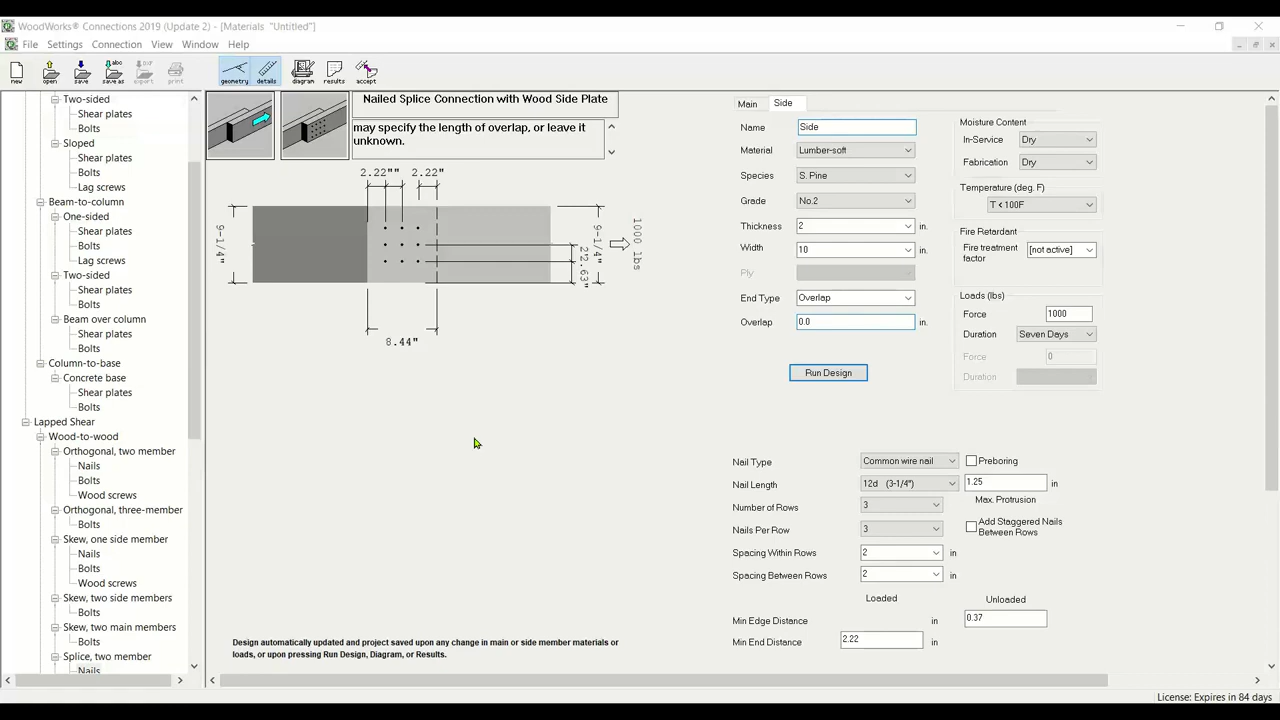 WoodWorks® Connections 2019 (Update 2) - [Materials "Untitled"]
File Settings Connection View Window Help
new open save save as export print geometry details diagram results accept
Two-sided
Shear plates
Bolts
Sloped
Shear plates
Bolts
Lag screws
Beam-to-column
One-sided
Shear plates
Bolts
Lag screws
Two-sided
Shear plates
Bolts
Beam over column
Shear plates
Bolts
Column-to-base
Concrete base
Shear plates
Bolts
Lapped Shear
Wood-to-wood
Orthogonal, two member
Nails
Bolts
Wood screws
Orthogonal, three-member
Bolts
Skew, one side member
Nails
Bolts
Wood screws
Skew, two side members
Bolts
Skew, two main members
Bolts
Splice, two member
Nails
Nailed Splice Connection with Wood Side Plate
may specify the length of overlap, or leave it
unknown.
2.22"" 2.22"
9-1/4"
9-1/4"
1000 lbs
2'2.63"
8.44"
Design automatically updated and project saved upon any change in main or side member materials or
loads, or upon pressing Run Design, Diagram, or Results.
Main Side
Name Side
Material Lumber-soft
Species S. Pine
Grade No.2
Thickness 2 in.
Width 10 in.
Ply
End Type Overlap
Overlap 0.0 in.
Run Design
Moisture Content
In-Service Dry
Fabrication Dry
Temperature (deg. F)
T < 100F
Fire Retardant
Fire treatment
factor [not active]
Loads (lbs)
Force 1000
Duration Seven Days
Force 0
Duration
Nail Type Common wire nail Preboring
Nail Length 12d (3-1/4") 1.25 in
Max. Protrusion
Number of Rows 3
Nails Per Row 3
Add Staggered Nails
Between Rows
Spacing Within Rows 2 in
Spacing Between Rows 2 in
Loaded Unloaded
Min Edge Distance in 0.37
Min End Distance 2.22 in
License: Expires in 84 days